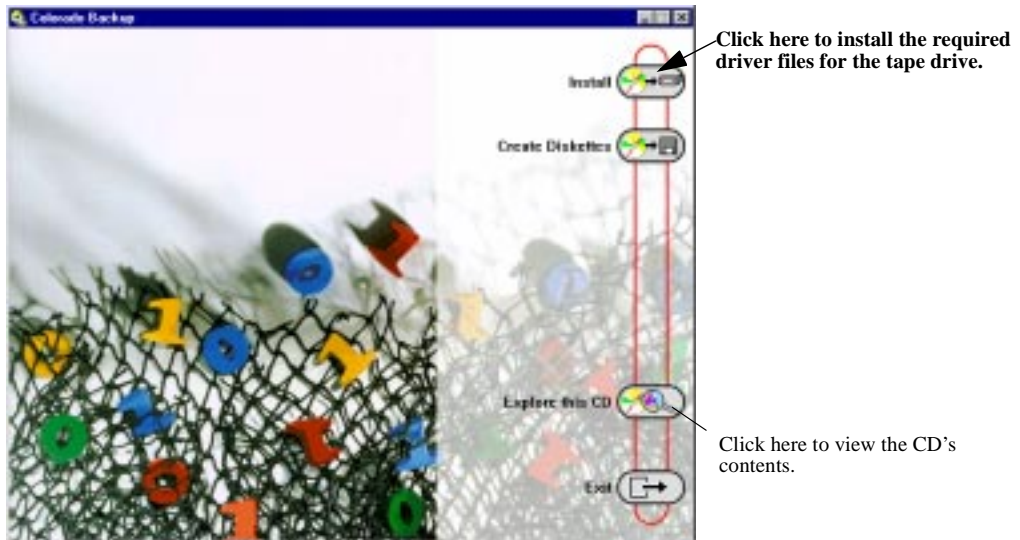 Colorado Backup
Click here to install the required
driver files for the tape drive.
Install
Create Diskettes
Explore this CD
Click here to view the CD’s
contents.
Exit